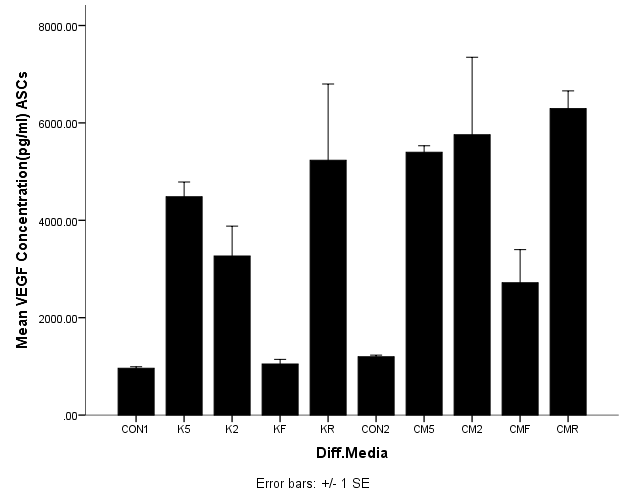 Mean VEGF Concentration(pg/ml) ASCs
8000.00
6000.00
4000.00
2000.00
.00
CON1 K5 K2 KF KR CON2 CM5 CM2 CMF CMR
Diff.Media
Error bars: +/- 1 SE